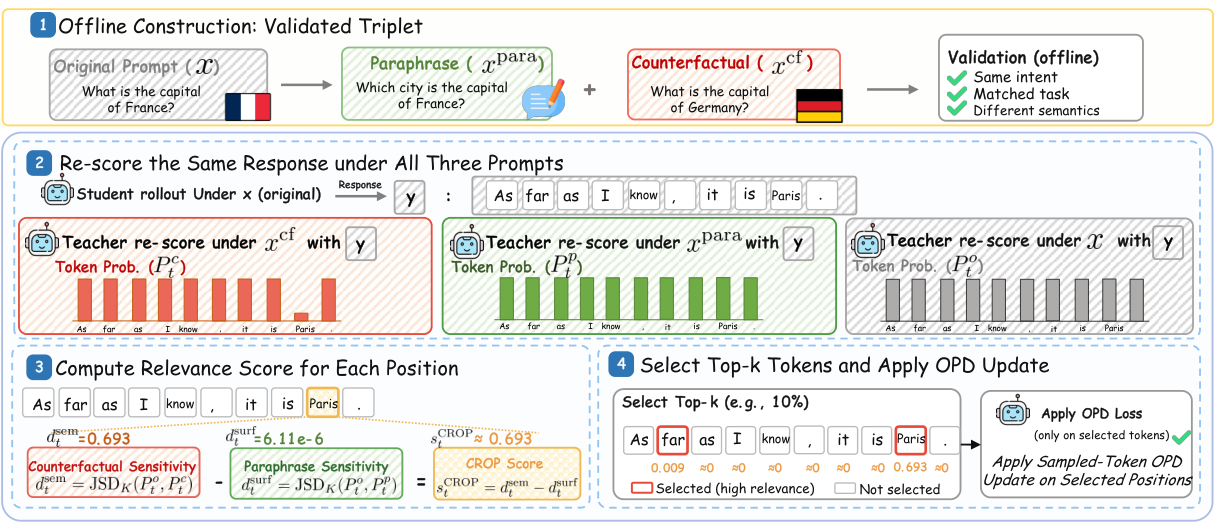 1 Offline Construction: Validated Triplet
Original Prompt ( x )
What is the capital
of France?
Paraphrase ( x^para )
Which city is the capital
of France?
+
Counterfactual ( x^cf )
What is the capital
of Germany?
Validation (offline)
Same intent
Matched task
Different semantics
2 Re-score the Same Response under All Three Prompts
Student rollout Under x (original)
Response
y
:
As far as I know , it is Paris .
Teacher re-score under x^cf with y
Token Prob. (P_t^c)
As far as I know , it is Paris .
Teacher re-score under x^para with y
Token Prob. (P_t^p)
As far as I know , it is Paris .
Teacher re-score under x with y
Token Prob. (P_t^o)
As far as I know , it is Paris .
3 Compute Relevance Score for Each Position
As far as I know , it is Paris .
d_t^sem=0.693
d_t^surf=6.11e-6
s_t^CROP≈ 0.693
Counterfactual Sensitivity
d_t^sem = JSD_K(P_t^o, P_t^c)
-
Paraphrase Sensitivity
d_t^surf = JSD_K(P_t^o, P_t^p)
=
CROP Score
s_t^CROP = d_t^sem − d_t^surf
4 Select Top-k Tokens and Apply OPD Update
Select Top-k (e.g., 10%)
As far as I know , it is Paris .
0.009 ≈0 ≈0 ≈0 ≈0 ≈0 ≈0 0.693 ≈0
Selected (high relevance)
Not selected
Apply OPD Loss
(only on selected tokens)
Apply Sampled-Token OPD
Update on Selected Positions